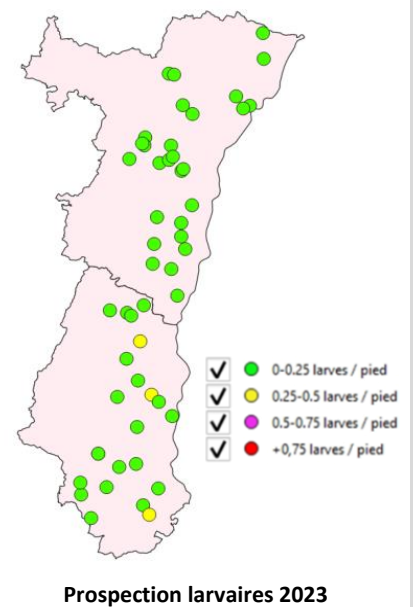 0-0.25 larves / pied
0.25-0.5 larves / pied
0.5-0.75 larves / pied
+0,75 larves / pied
Prospection larvaires 2023